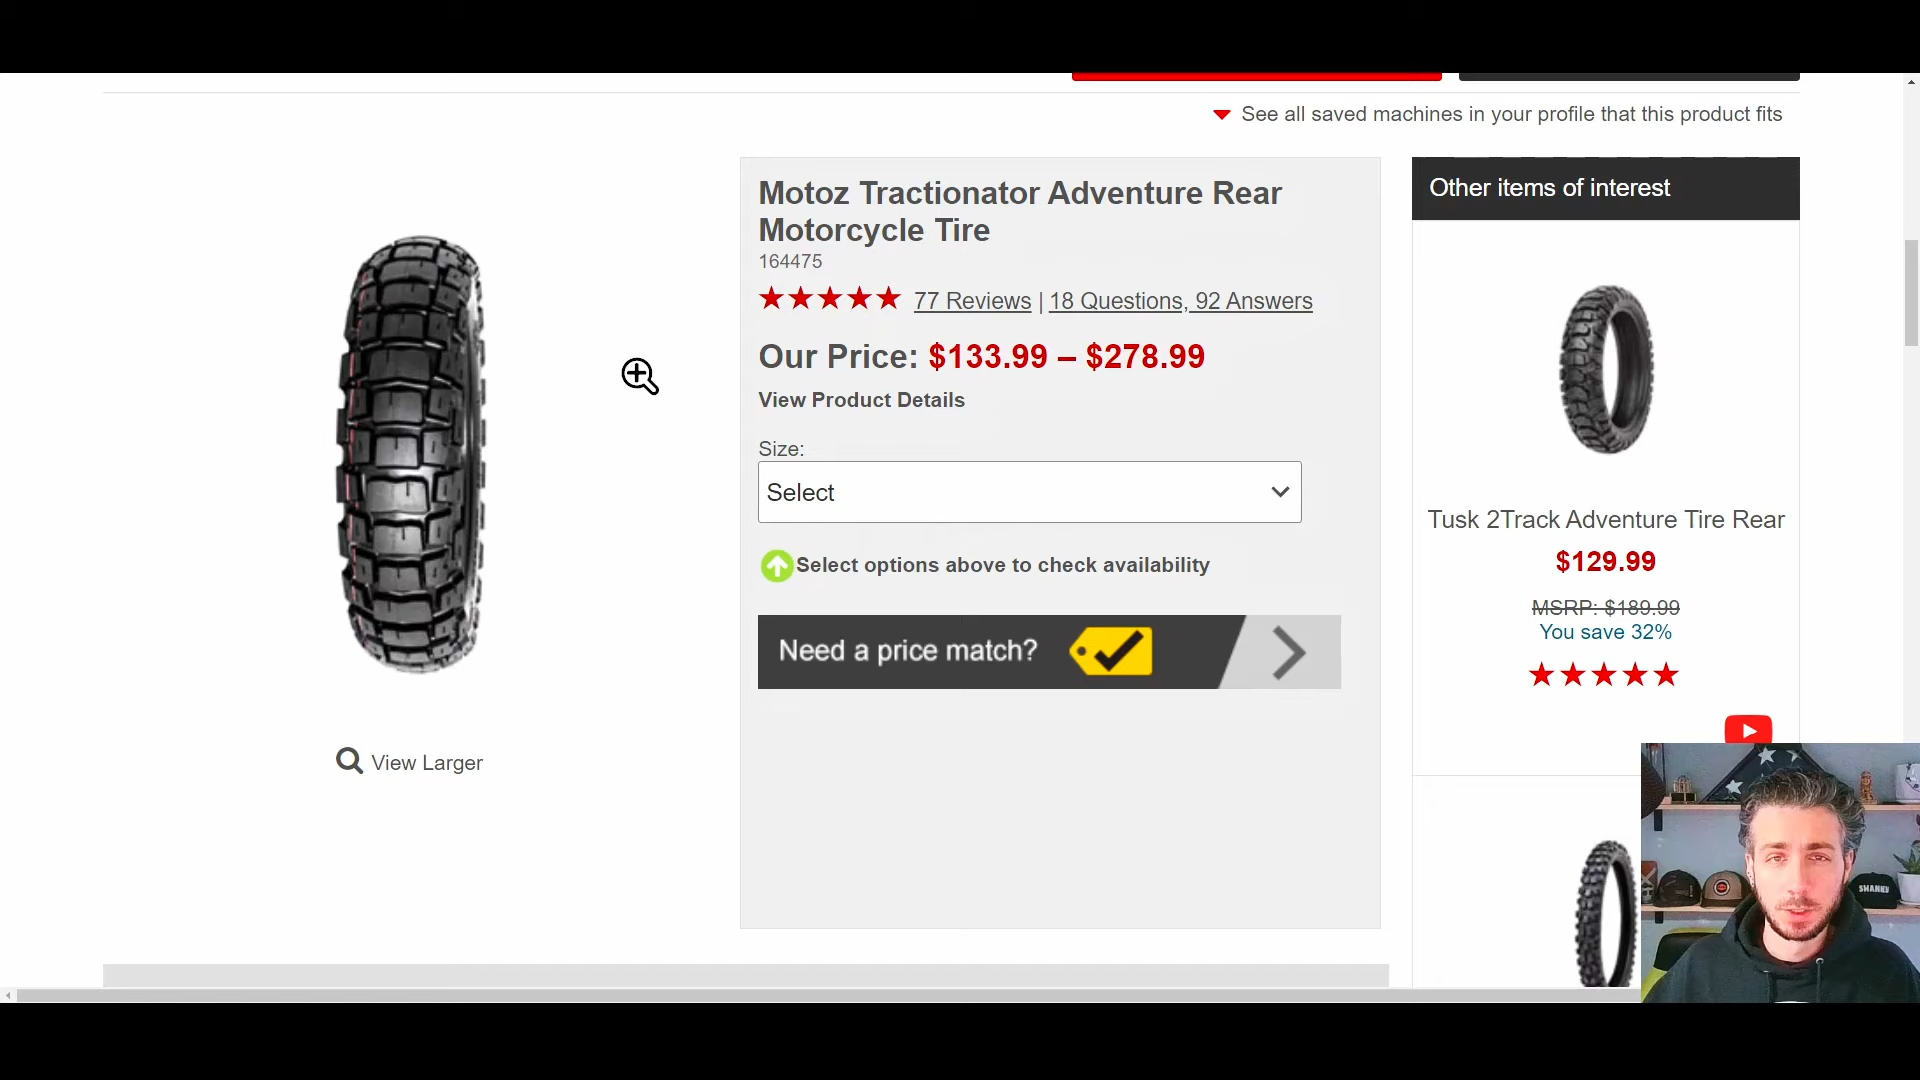 See all saved machines in your profile that this product fits
Motoz Tractionator Adventure Rear
Motorcycle Tire
164475
77 Reviews | 18 Questions, 92 Answers
Our Price: $133.99 – $278.99
View Product Details
Size:
Select
Select options above to check availability
Need a price match?
View Larger
Other items of interest
Tusk 2Track Adventure Tire Rear
$129.99
MSRP: $189.99
You save 32%
SWANKY